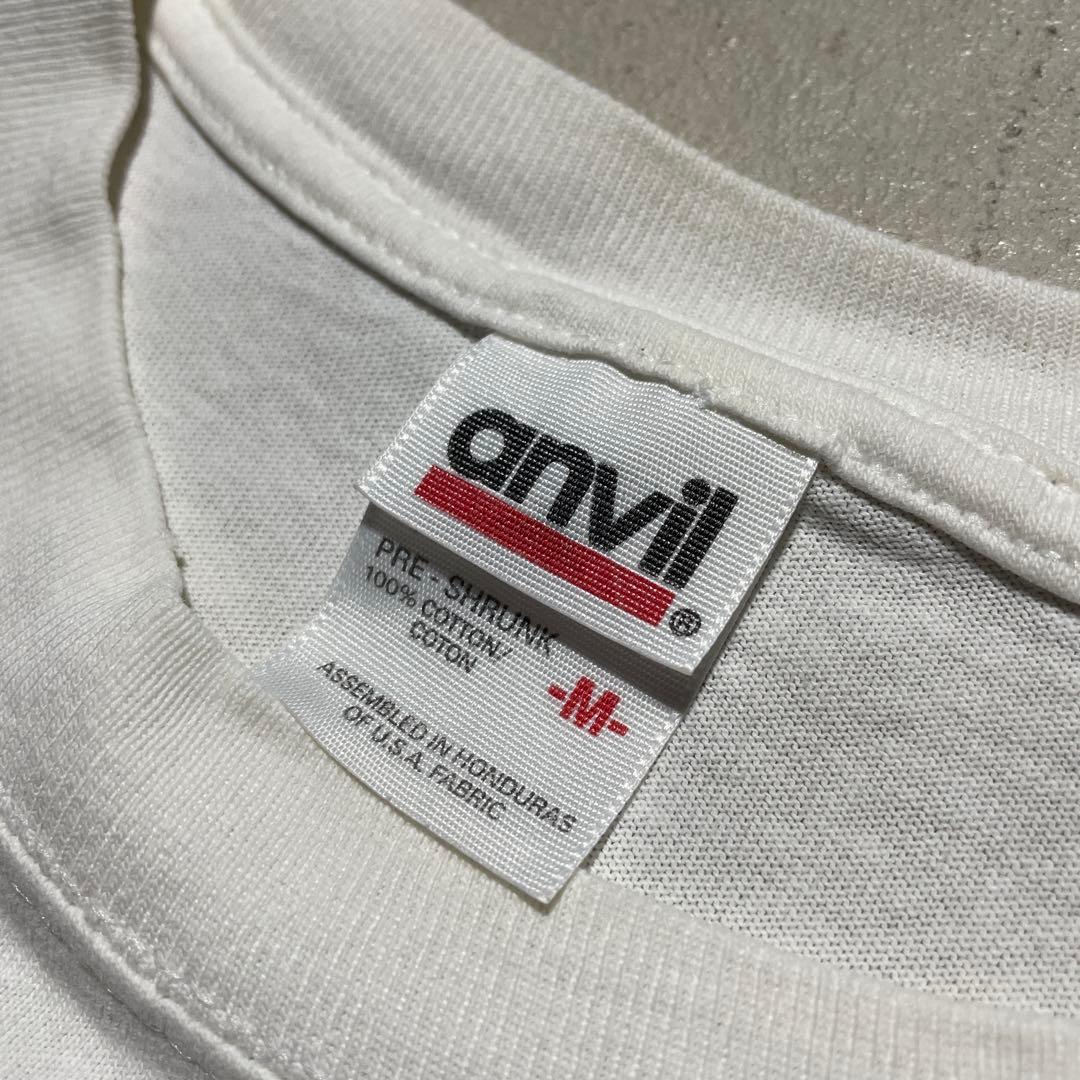 anvil
®
PRE - SHRUNK
100% COTTON/
COTON
-M-
ASSEMBLED IN HONDURAS
OF U.S.A. FABRIC